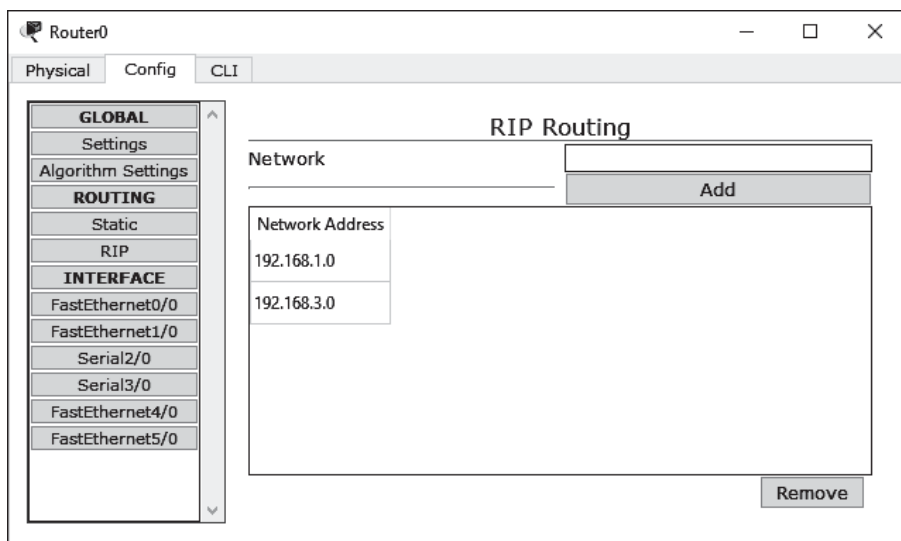 Router0
Physical Config CLI
GLOBAL
Settings
Algorithm Settings
ROUTING
Static
RIP
INTERFACE
FastEthernet0/0
FastEthernet1/0
Serial2/0
Serial3/0
FastEthernet4/0
FastEthernet5/0
RIP Routing
Network
Add
Network Address
192.168.1.0
192.168.3.0
Remove